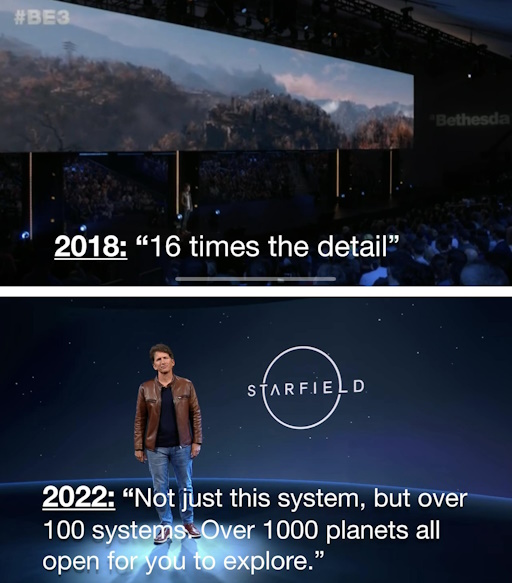 #BE3
Bethesda
2018: “16 times the detail”
STARFIELD
2022: “Not just this system, but over
100 systems. Over 1000 planets all
open for you to explore.”